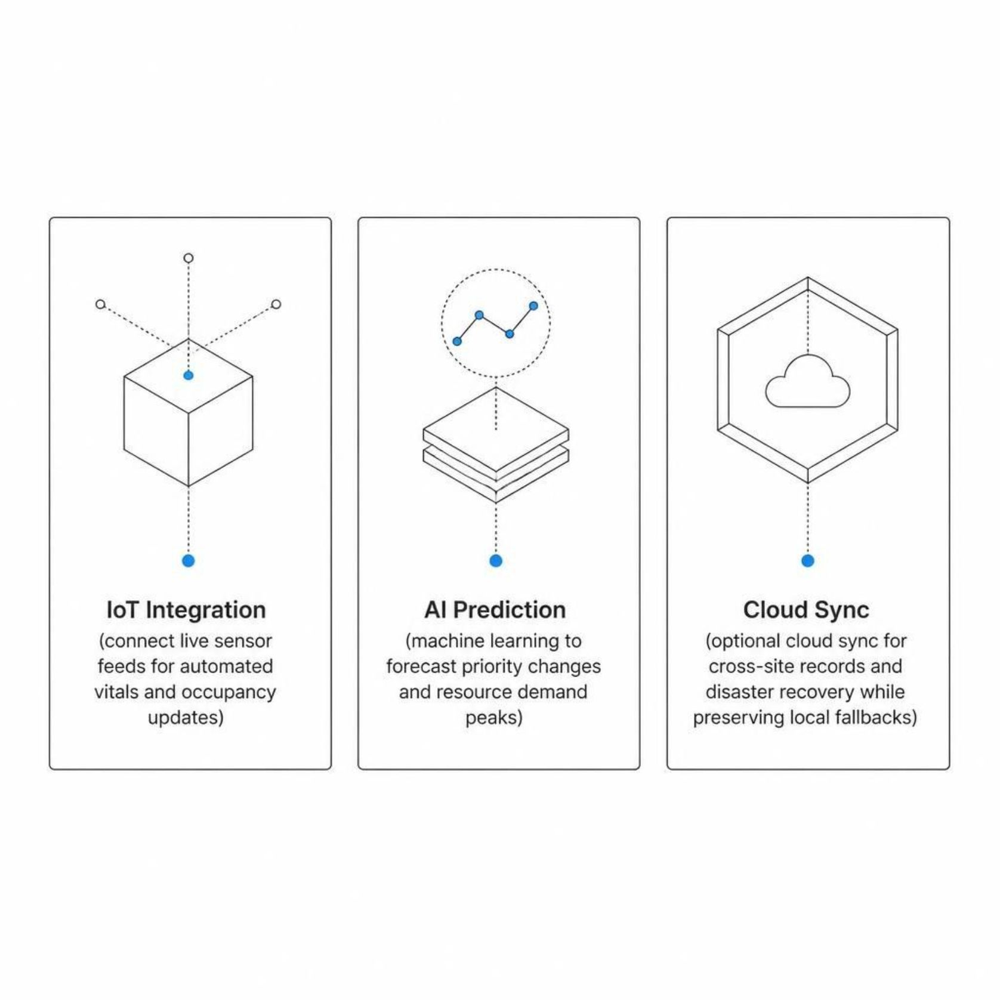 IoT Integration
(connect live sensor
feeds for automated
vitals and occupancy
updates)
AI Prediction
(machine learning to
forecast priority changes
and resource demand
peaks)
Cloud Sync
(optional cloud sync for
cross-site records and
disaster recovery while
preserving local fallbacks)